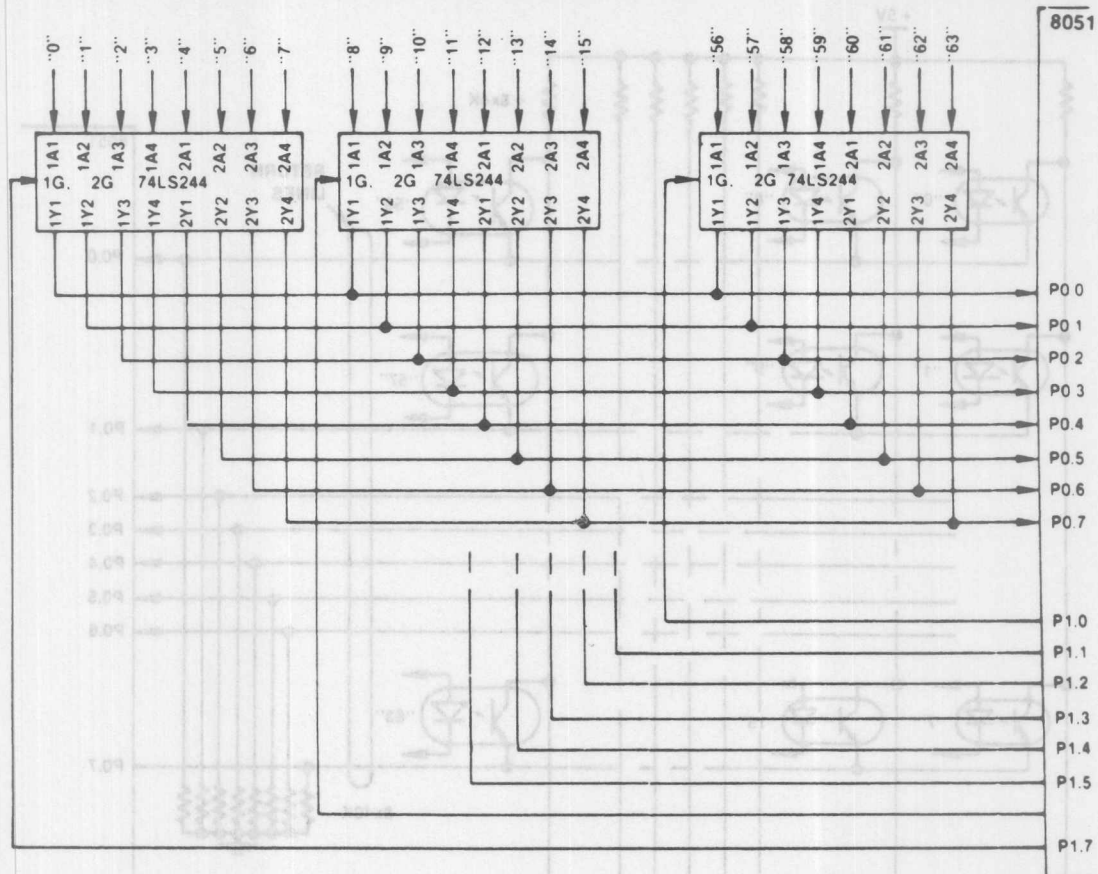 8051
"0" "1" "2" "3" "4" "5" "6" "7" "8" "9" "10" "11" "12" "13" "14" "15" "56" "57" "58" "59" "60" "61" "62" "63"
1A1 1A2 1A3 1A4 2A1 2A2 2A3 2A4
1G. 2G 74LS244
1Y1 1Y2 1Y3 1Y4 2Y1 2Y2 2Y3 2Y4
1A1 1A2 1A3 1A4 2A1 2A2 2A3 2A4
1G. 2G 74LS244
1Y1 1Y2 1Y3 1Y4 2Y1 2Y2 2Y3 2Y4
1A1 1A2 1A3 1A4 2A1 2A2 2A3 2A4
1G. 2G 74LS244
1Y1 1Y2 1Y3 1Y4 2Y1 2Y2 2Y3 2Y4
P0 0
P0 1
P0 2
P0 3
P0.4
P0.5
P0.6
P0.7
P1.0
P1.1
P1.2
P1.3
P1.4
P1.5
P1.7